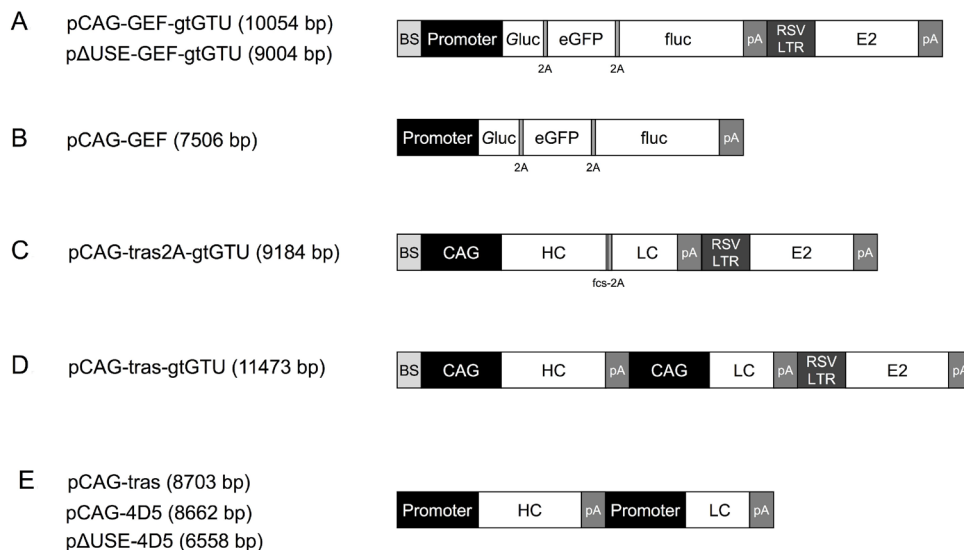 A
pCAG-GEF-gtGTU (10054 bp)
pΔUSE-GEF-gtGTU (9004 bp)
BS Promoter Gluc eGFP fluc pA RSV LTR E2 pA
2A 2A
B
pCAG-GEF (7506 bp)
Promoter Gluc eGFP fluc pA
2A 2A
C
pCAG-tras2A-gtGTU (9184 bp)
BS CAG HC LC pA RSV LTR E2 pA
fcs-2A
D
pCAG-tras-gtGTU (11473 bp)
BS CAG HC pA CAG LC pA RSV LTR E2 pA
E
pCAG-tras (8703 bp)
pCAG-4D5 (8662 bp)
pΔUSE-4D5 (6558 bp)
Promoter HC pA Promoter LC pA